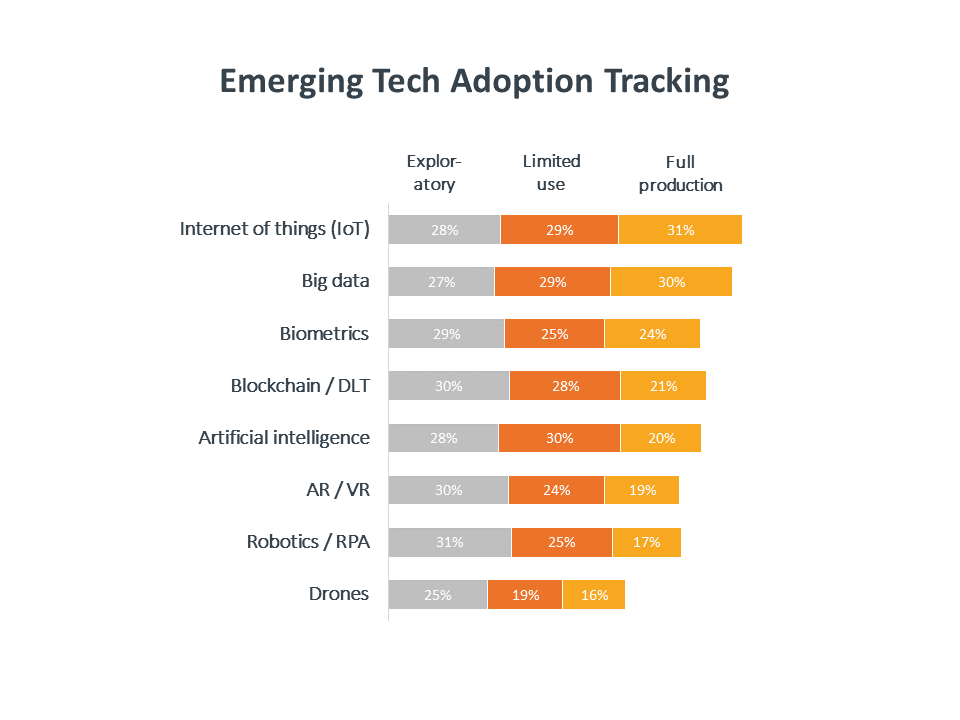 Emerging Tech Adoption Tracking
Explor-
atory
Limited
use
Full
production
Internet of things (IoT) 28% 29% 31%
Big data 27% 29% 30%
Biometrics 29% 25% 24%
Blockchain / DLT 30% 28% 21%
Artificial intelligence 28% 30% 20%
AR / VR 30% 24% 19%
Robotics / RPA 31% 25% 17%
Drones 25% 19% 16%